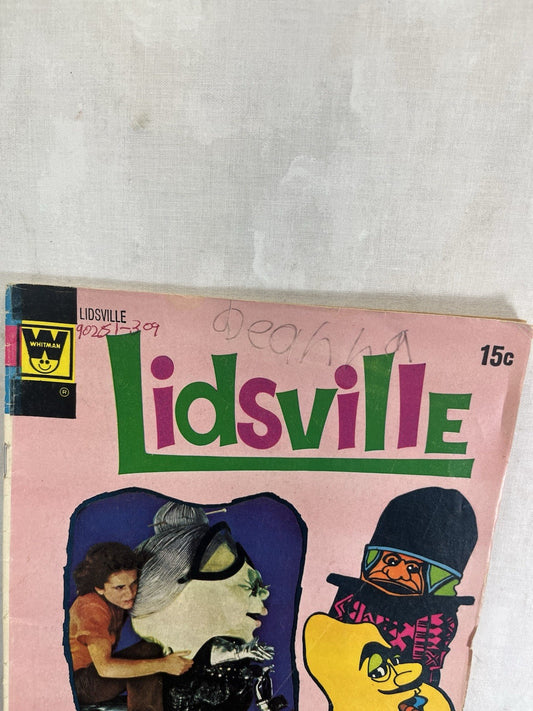 LIDSVILLE
90251-309
Deanna
15c
WHITMAN
W
®
Lidsville